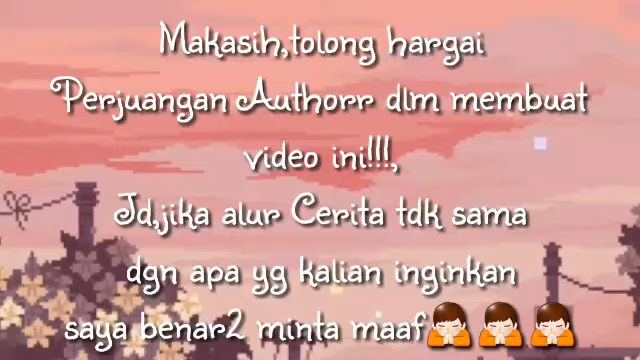 Makasih,tolong hargai
Perjuangan Authorr dlm membuat
video ini!!!,
Jd,jika alur Cerita tdk sama
dgn apa yg kalian inginkan
saya benar2 minta maaf🙏🙏🙏